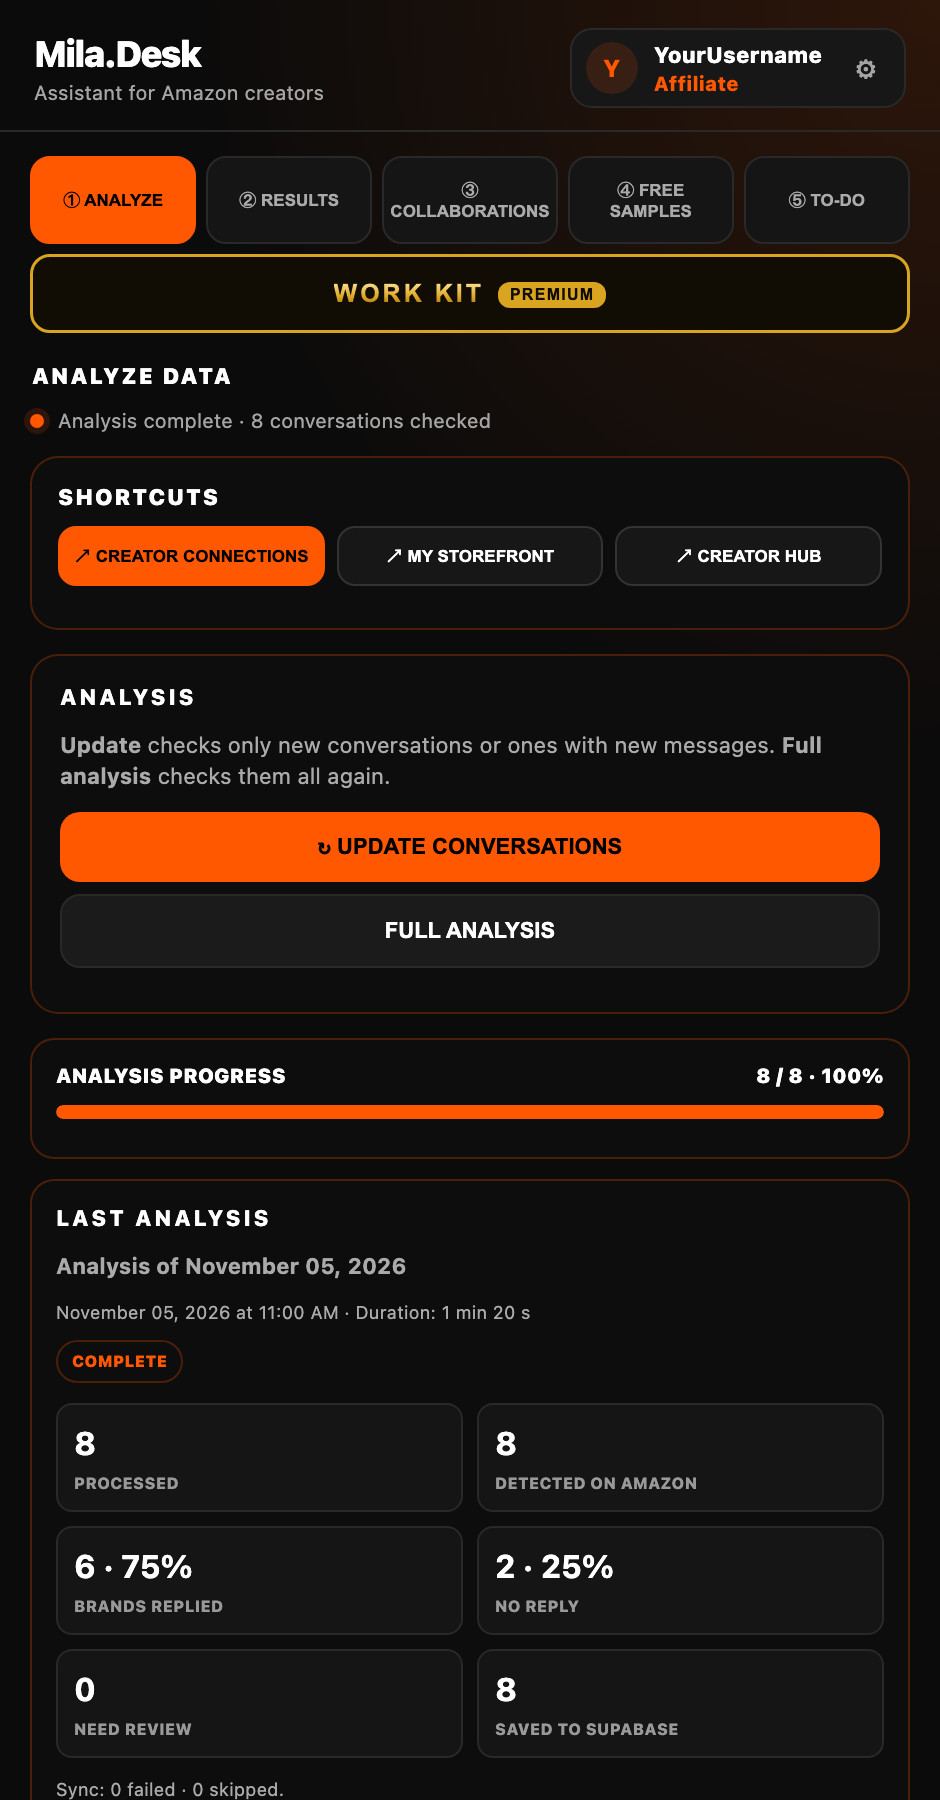 Mila.Desk
Assistant for Amazon creators
Y
YourUsername
Affiliate
① ANALYZE
② RESULTS
③
COLLABORATIONS
④ FREE
SAMPLES
⑤ TO-DO
WORK KIT PREMIUM
ANALYZE DATA
Analysis complete · 8 conversations checked
SHORTCUTS
↗ CREATOR CONNECTIONS
↗ MY STOREFRONT
↗ CREATOR HUB
ANALYSIS
Update checks only new conversations or ones with new messages. Full
analysis checks them all again.
↻ UPDATE CONVERSATIONS
FULL ANALYSIS
ANALYSIS PROGRESS
8 / 8 · 100%
LAST ANALYSIS
Analysis of November 05, 2026
November 05, 2026 at 11:00 AM · Duration: 1 min 20 s
COMPLETE
8
PROCESSED
8
DETECTED ON AMAZON
6 · 75%
BRANDS REPLIED
2 · 25%
NO REPLY
0
NEED REVIEW
8
SAVED TO SUPABASE
Sync: 0 failed · 0 skipped.